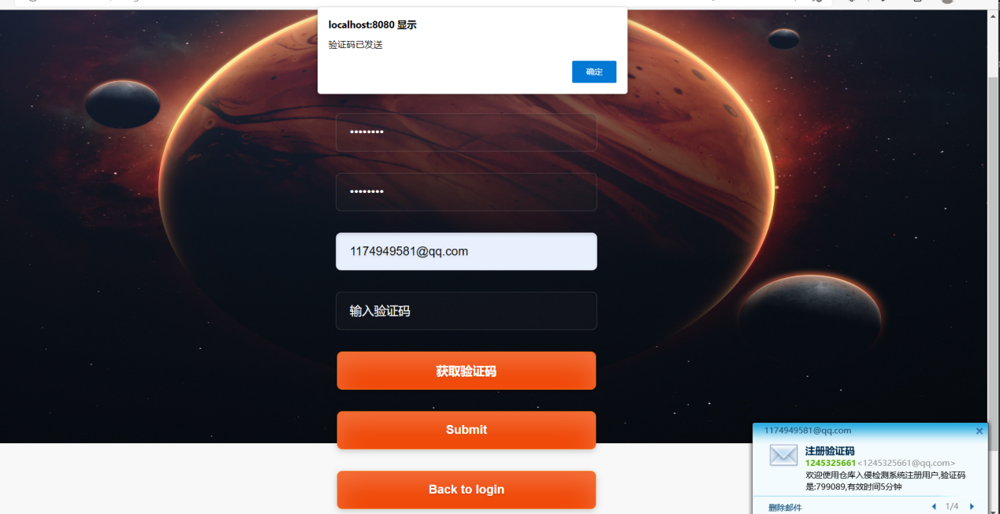 localhost:8080 显示
验证码已发送
确定
••••••••
••••••••
1174949581@qq.com
输入验证码
获取验证码
Submit
Back to login
1174949581@qq.com
注册验证码
1245325661<1245325661@qq.com>
欢迎使用仓库入侵检测系统注册用户,验证码
是:799089,有效时间5分钟
删除邮件
1/4